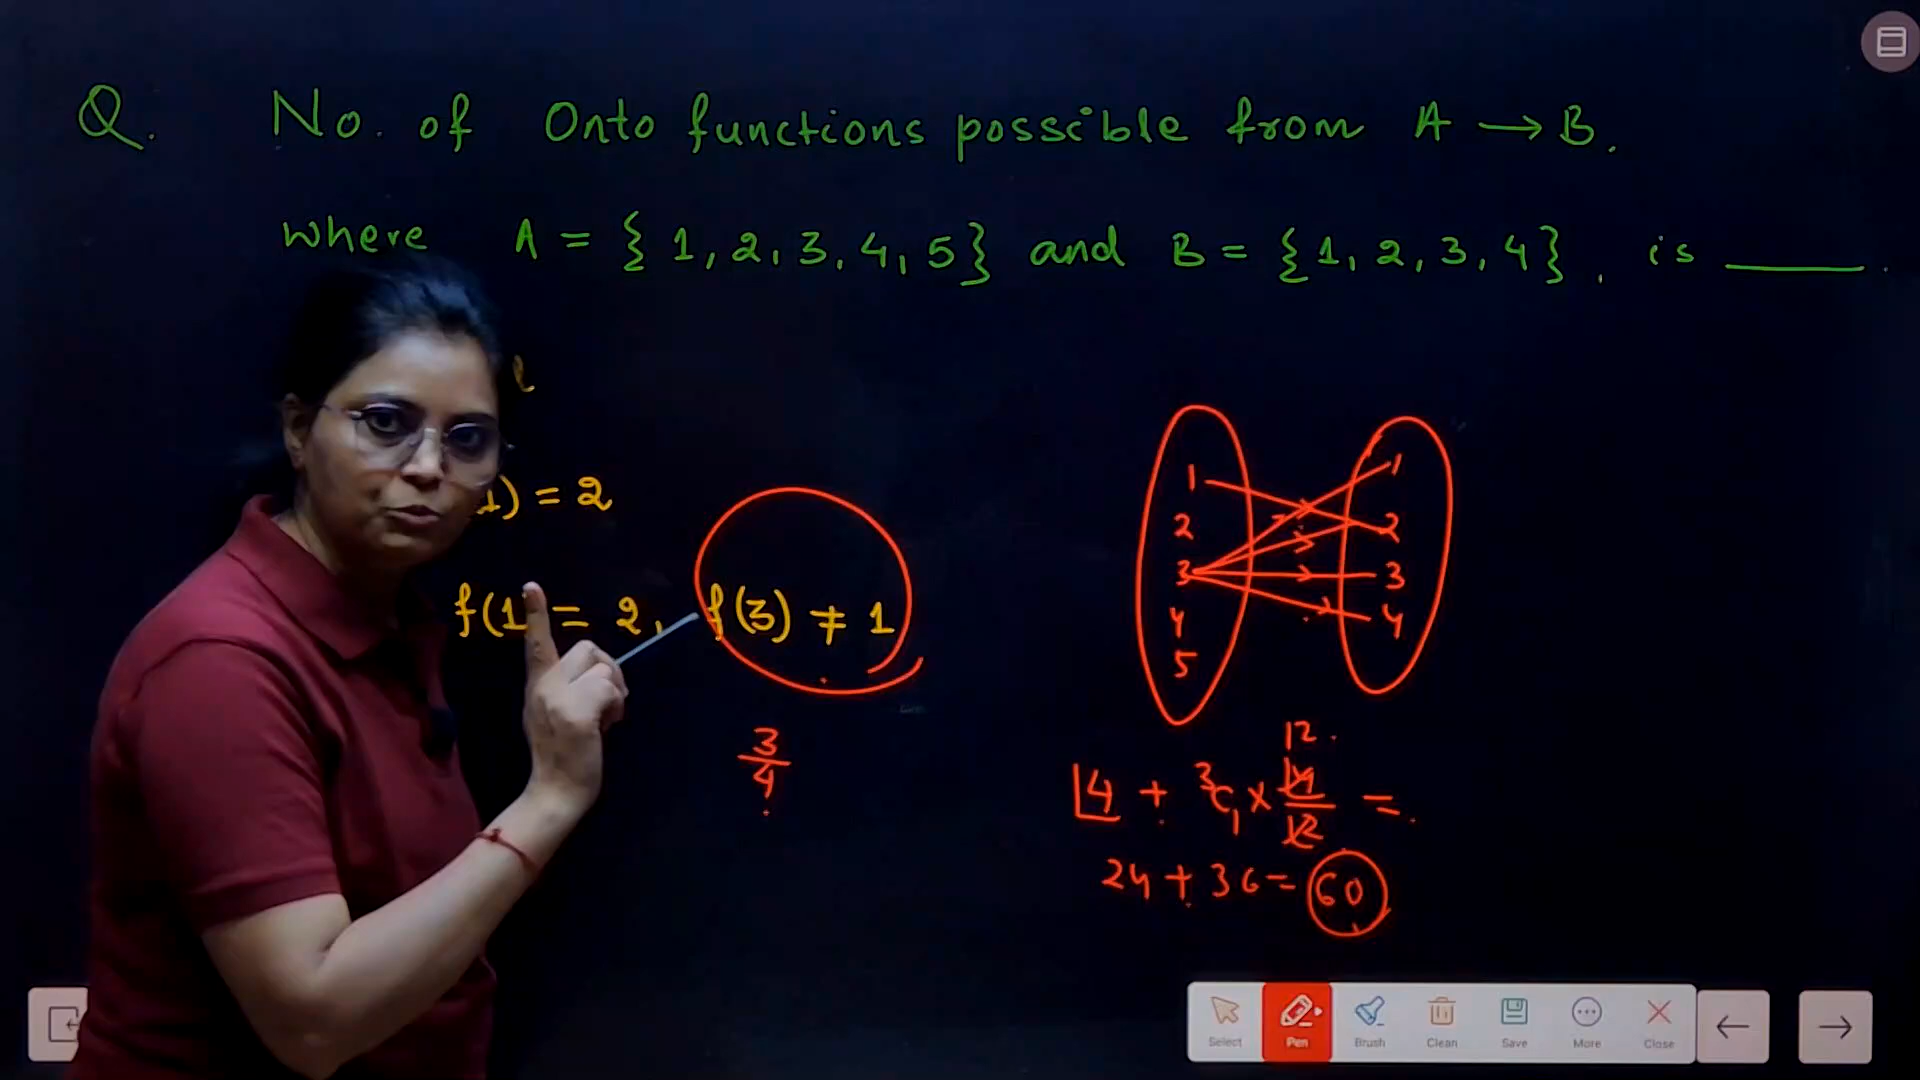 Q. No. of Onto functions possible from A → B.
where A = { 1, 2, 3, 4, 5} and B = {1, 2, 3, 4}. is ______.
1) = 2
f(1) = 2, f(3) ≠ 1
3/4
1
2
3
4
5
1
2
3
4
12.
⌊4 + ³C₁ × ⌊4/⌊2 =
24 + 36 = 60
Select Pen Brush Clean Save More Close